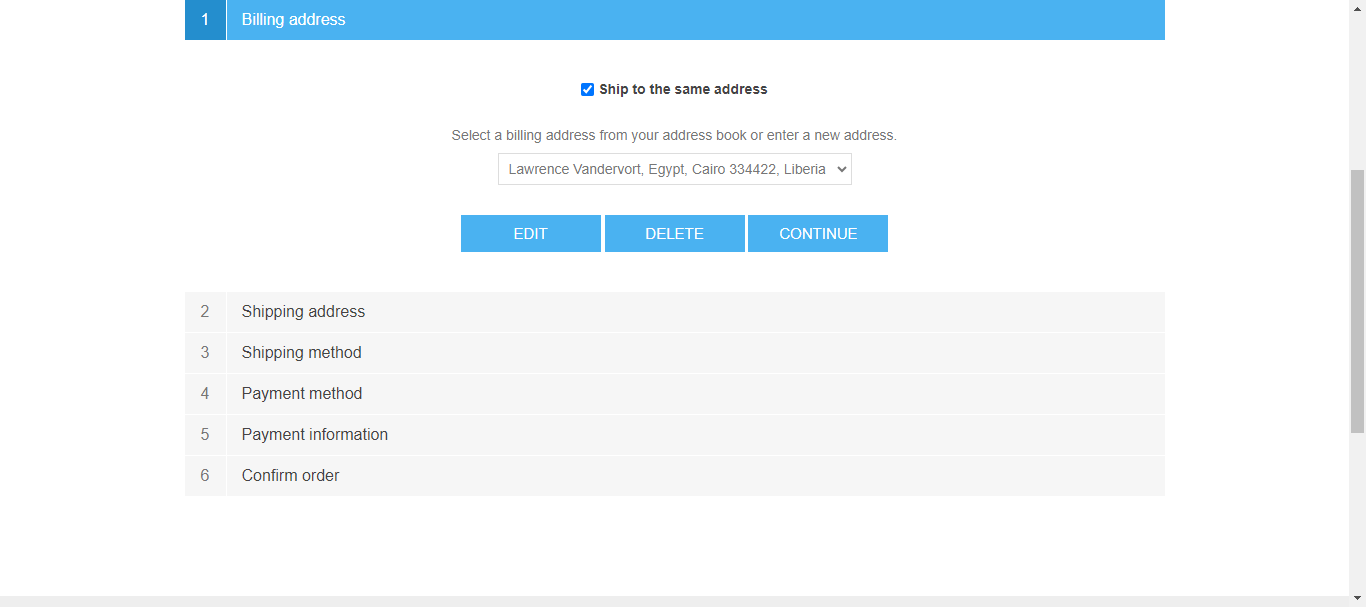 1 Billing address
Ship to the same address
Select a billing address from your address book or enter a new address.
Lawrence Vandervort, Egypt, Cairo 334422, Liberia
EDIT DELETE CONTINUE
2 Shipping address
3 Shipping method
4 Payment method
5 Payment information
6 Confirm order